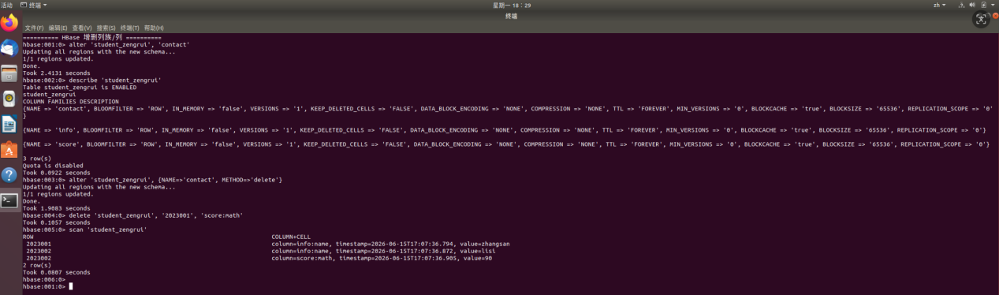 活动 终端 星期一 18：29 zh
终端
文件(F) 编辑(E) 查看(V) 搜索(S) 终端(T) 帮助(H)
========== HBase 增删列族/列 ==========
hbase:001:0> alter 'student_zengrui', 'contact'
Updating all regions with the new schema...
1/1 regions updated.
Done.
Took 2.4131 seconds
hbase:002:0> describe 'student_zengrui'
Table student_zengrui is ENABLED
student_zengrui
COLUMN FAMILIES DESCRIPTION
{NAME => 'contact', BLOOMFILTER => 'ROW', IN_MEMORY => 'false', VERSIONS => '1', KEEP_DELETED_CELLS => 'FALSE', DATA_BLOCK_ENCODING => 'NONE', COMPRESSION => 'NONE', TTL => 'FOREVER', MIN_VERSIONS => '0', BLOCKCACHE => 'true', BLOCKSIZE => '65536', REPLICATION_SCOPE => '0'
}
{NAME => 'info', BLOOMFILTER => 'ROW', IN_MEMORY => 'false', VERSIONS => '1', KEEP_DELETED_CELLS => 'FALSE', DATA_BLOCK_ENCODING => 'NONE', COMPRESSION => 'NONE', TTL => 'FOREVER', MIN_VERSIONS => '0', BLOCKCACHE => 'true', BLOCKSIZE => '65536', REPLICATION_SCOPE => '0'}
{NAME => 'score', BLOOMFILTER => 'ROW', IN_MEMORY => 'false', VERSIONS => '1', KEEP_DELETED_CELLS => 'FALSE', DATA_BLOCK_ENCODING => 'NONE', COMPRESSION => 'NONE', TTL => 'FOREVER', MIN_VERSIONS => '0', BLOCKCACHE => 'true', BLOCKSIZE => '65536', REPLICATION_SCOPE => '0'}
3 row(s)
Quota is disabled
Took 0.0922 seconds
hbase:003:0> alter 'student_zengrui', {NAME=>'contact', METHOD=>'delete'}
Updating all regions with the new schema...
1/1 regions updated.
Done.
Took 1.9083 seconds
hbase:004:0> delete 'student_zengrui', '2023001', 'score:math'
Took 0.1057 seconds
hbase:005:0> scan 'student_zengrui'
ROW COLUMN+CELL
2023001 column=info:name, timestamp=2026-06-15T17:07:36.794, value=zhangsan
2023002 column=info:name, timestamp=2026-06-15T17:07:36.872, value=lisi
2023002 column=score:math, timestamp=2026-06-15T17:07:36.905, value=90
2 row(s)
Took 0.0807 seconds
hbase:006:0>
hbase:001:0>